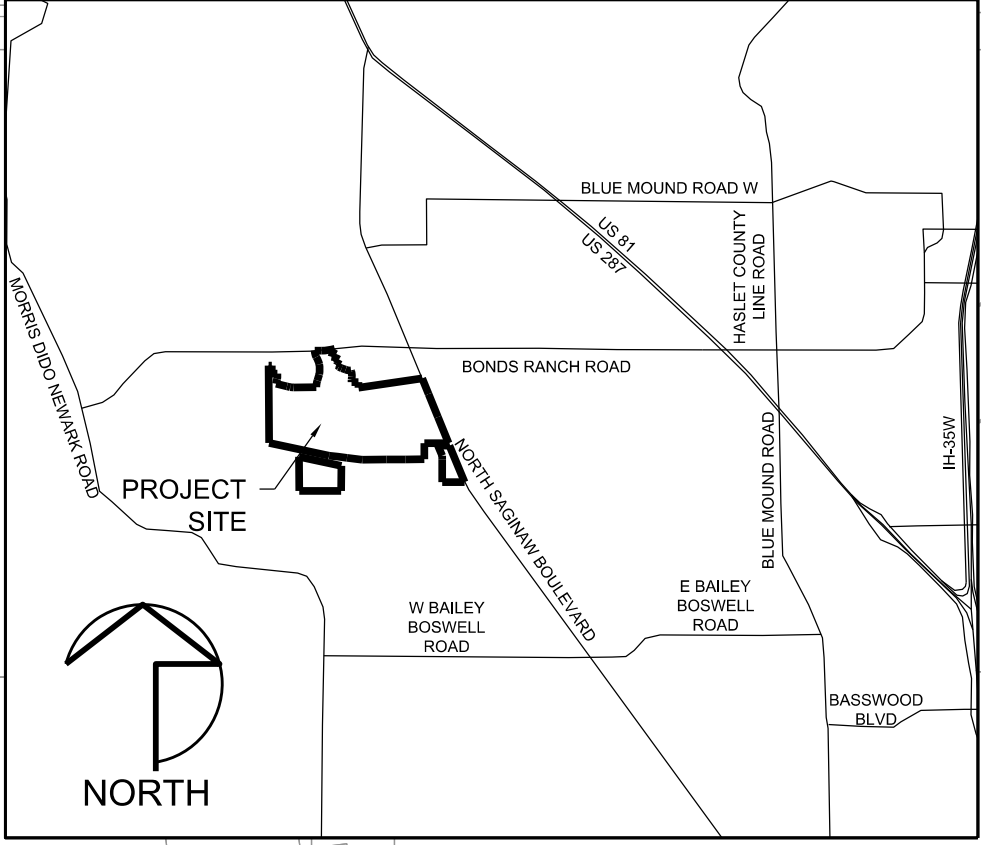 BLUE MOUND ROAD W
US 81
US 287
HASLET COUNTY
LINE ROAD
MORRIS DIDO NEWARK ROAD
BONDS RANCH ROAD
BLUE MOUND ROAD
IH-35W
PROJECT
SITE
NORTH SAGINAW BOULEVARD
W BAILEY
BOSWELL
ROAD
E BAILEY
BOSWELL
ROAD
BASSWOOD
BLVD
NORTH